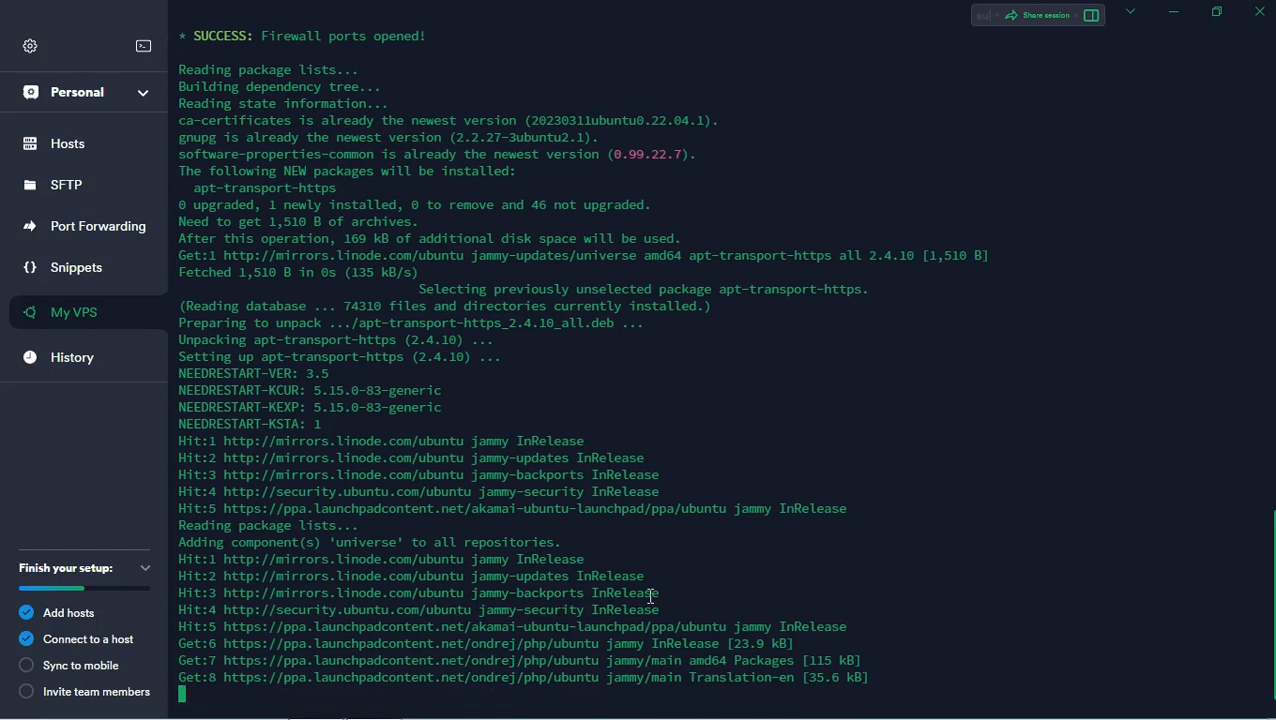 Share session
* SUCCESS: Firewall ports opened!
Reading package lists...
Building dependency tree...
Reading state information...
ca-certificates is already the newest version (20230311ubuntu0.22.04.1).
gnupg is already the newest version (2.2.27-3ubuntu2.1).
software-properties-common is already the newest version (0.99.22.7).
The following NEW packages will be installed:
apt-transport-https
0 upgraded, 1 newly installed, 0 to remove and 46 not upgraded.
Need to get 1,510 B of archives.
After this operation, 169 kB of additional disk space will be used.
Get:1 http://mirrors.linode.com/ubuntu jammy-updates/universe amd64 apt-transport-https all 2.4.10 [1,510 B]
Fetched 1,510 B in 0s (135 kB/s)
Selecting previously unselected package apt-transport-https.
(Reading database ... 74310 files and directories currently installed.)
Preparing to unpack .../apt-transport-https_2.4.10_all.deb ...
Unpacking apt-transport-https (2.4.10) ...
Setting up apt-transport-https (2.4.10) ...
NEEDRESTART-VER: 3.5
NEEDRESTART-KCUR: 5.15.0-83-generic
NEEDRESTART-KEXP: 5.15.0-83-generic
NEEDRESTART-KSTA: 1
Hit:1 http://mirrors.linode.com/ubuntu jammy InRelease
Hit:2 http://mirrors.linode.com/ubuntu jammy-updates InRelease
Hit:3 http://mirrors.linode.com/ubuntu jammy-backports InRelease
Hit:4 http://security.ubuntu.com/ubuntu jammy-security InRelease
Hit:5 https://ppa.launchpadcontent.net/akamai-ubuntu-launchpad/ppa/ubuntu jammy InRelease
Reading package lists...
Adding component(s) 'universe' to all repositories.
Hit:1 http://mirrors.linode.com/ubuntu jammy InRelease
Hit:2 http://mirrors.linode.com/ubuntu jammy-updates InRelease
Hit:3 http://mirrors.linode.com/ubuntu jammy-backports InRelease
Hit:4 http://security.ubuntu.com/ubuntu jammy-security InRelease
Hit:5 https://ppa.launchpadcontent.net/akamai-ubuntu-launchpad/ppa/ubuntu jammy InRelease
Get:6 https://ppa.launchpadcontent.net/ondrej/php/ubuntu jammy InRelease [23.9 kB]
Get:7 https://ppa.launchpadcontent.net/ondrej/php/ubuntu jammy/main amd64 Packages [115 kB]
Get:8 https://ppa.launchpadcontent.net/ondrej/php/ubuntu jammy/main Translation-en [35.6 kB]
Personal
Hosts
SFTP
Port Forwarding
Snippets
My VPS
History
Finish your setup:
Add hosts
Connect to a host
Sync to mobile
Invite team members